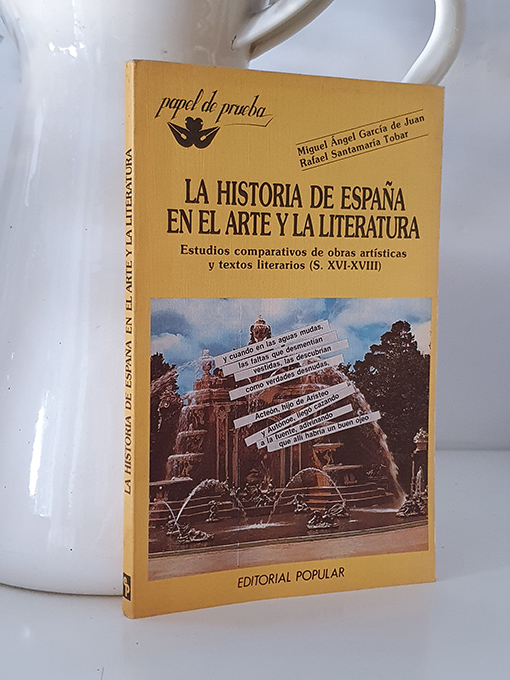 papel de prueba
Miguel Ángel García de Juan
Rafael Santamaría Tobar
LA HISTORIA DE ESPAÑA
EN EL ARTE Y LA LITERATURA
Estudios comparativos de obras artísticas
y textos literarios (S. XVI-XVIII)
y cuando en las aguas mudas,
las faltas que desmentían
vestidas, las descubrían
como verdades desnudas,
Acteón, hijo de Aristeo
y Autónoe, llegó cazando
a la fuente, adivinando
que allí habría un buen ojeo
EDITORIAL POPULAR
LA HISTORIA DE ESPAÑA EN EL ARTE Y LA LITERATURA